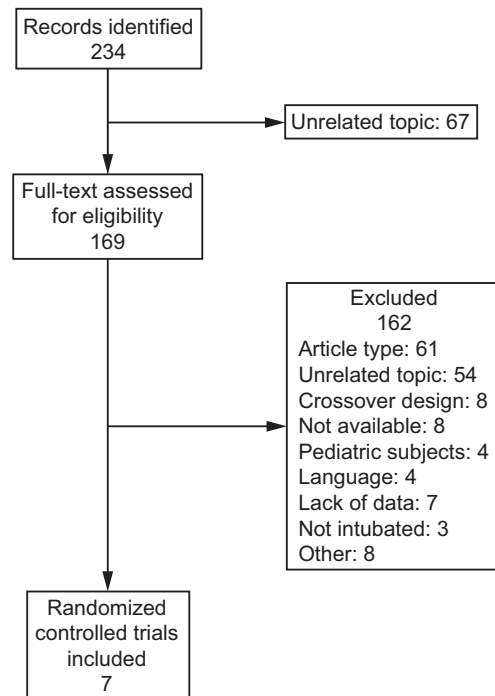 Records identified
234
Unrelated topic: 67
Full-text assessed
for eligibility
169
Excluded
162
Article type: 61
Unrelated topic: 54
Crossover design: 8
Not available: 8
Pediatric subjects: 4
Language: 4
Lack of data: 7
Not intubated: 3
Other: 8
Randomized
controlled trials
included
7